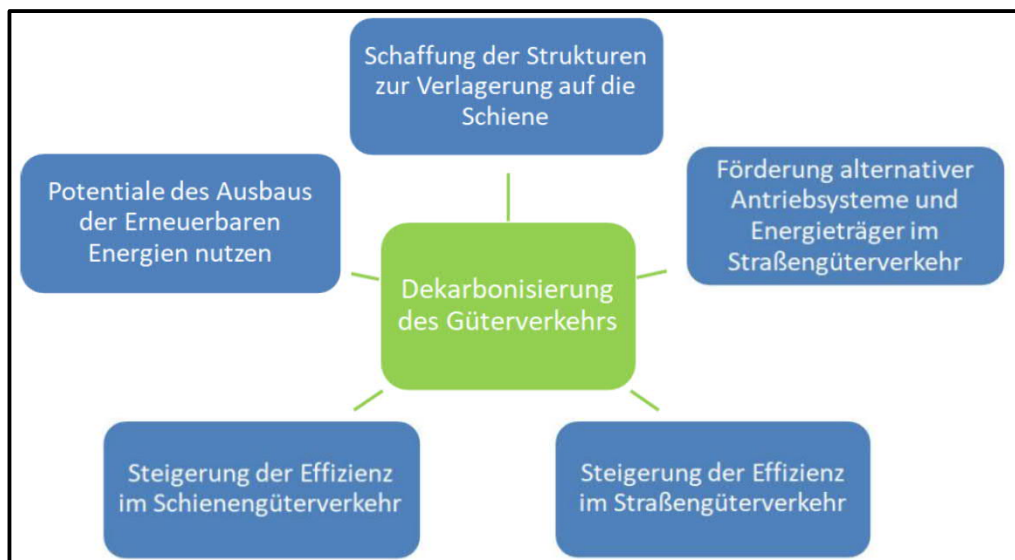 Schaffung der Strukturen
zur Verlagerung auf die
Schiene
Potentiale des Ausbaus
der Erneuerbaren
Energien nutzen
Förderung alternativer
Antriebsysteme und
Energieträger im
Straßengüterverkehr
Dekarbonisierung
des Güterverkehrs
Steigerung der Effizienz
im Schienengüterverkehr
Steigerung der Effizienz
im Straßengüterverkehr